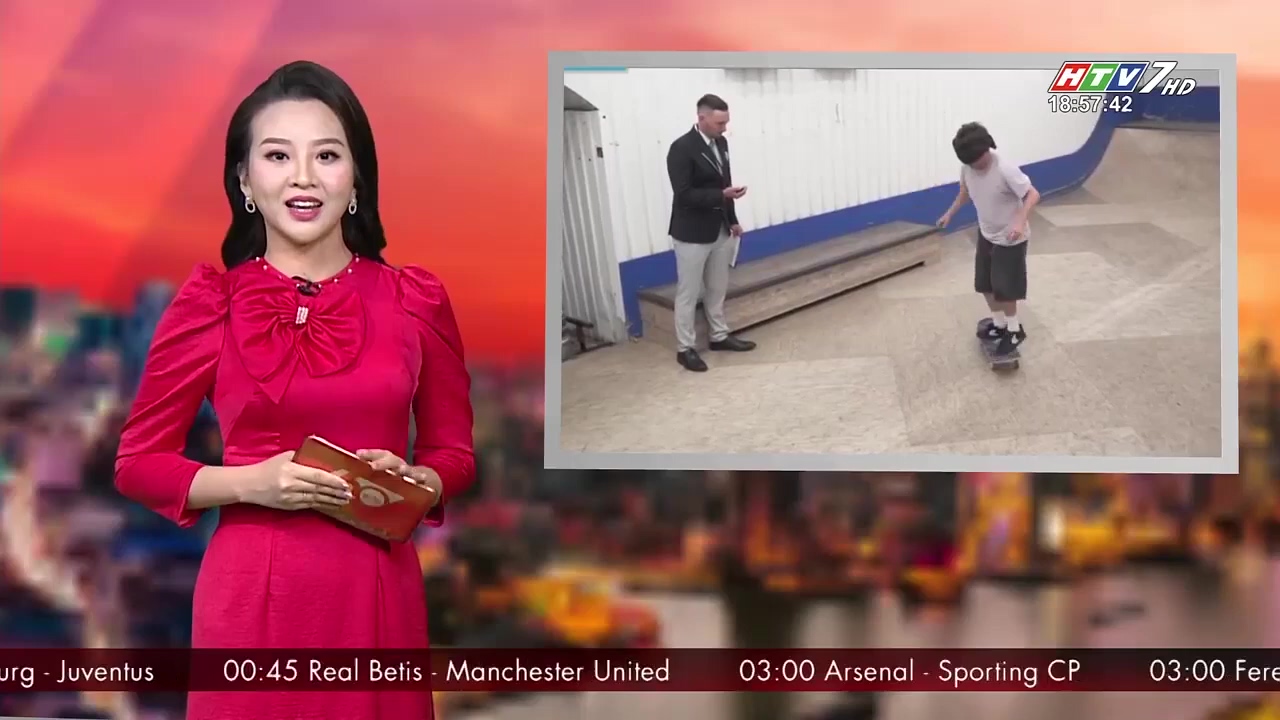 HTV7 HD
18:57:42
urg - Juventus 00:45 Real Betis - Manchester United 03:00 Arsenal - Sporting CP 03:00 Fere